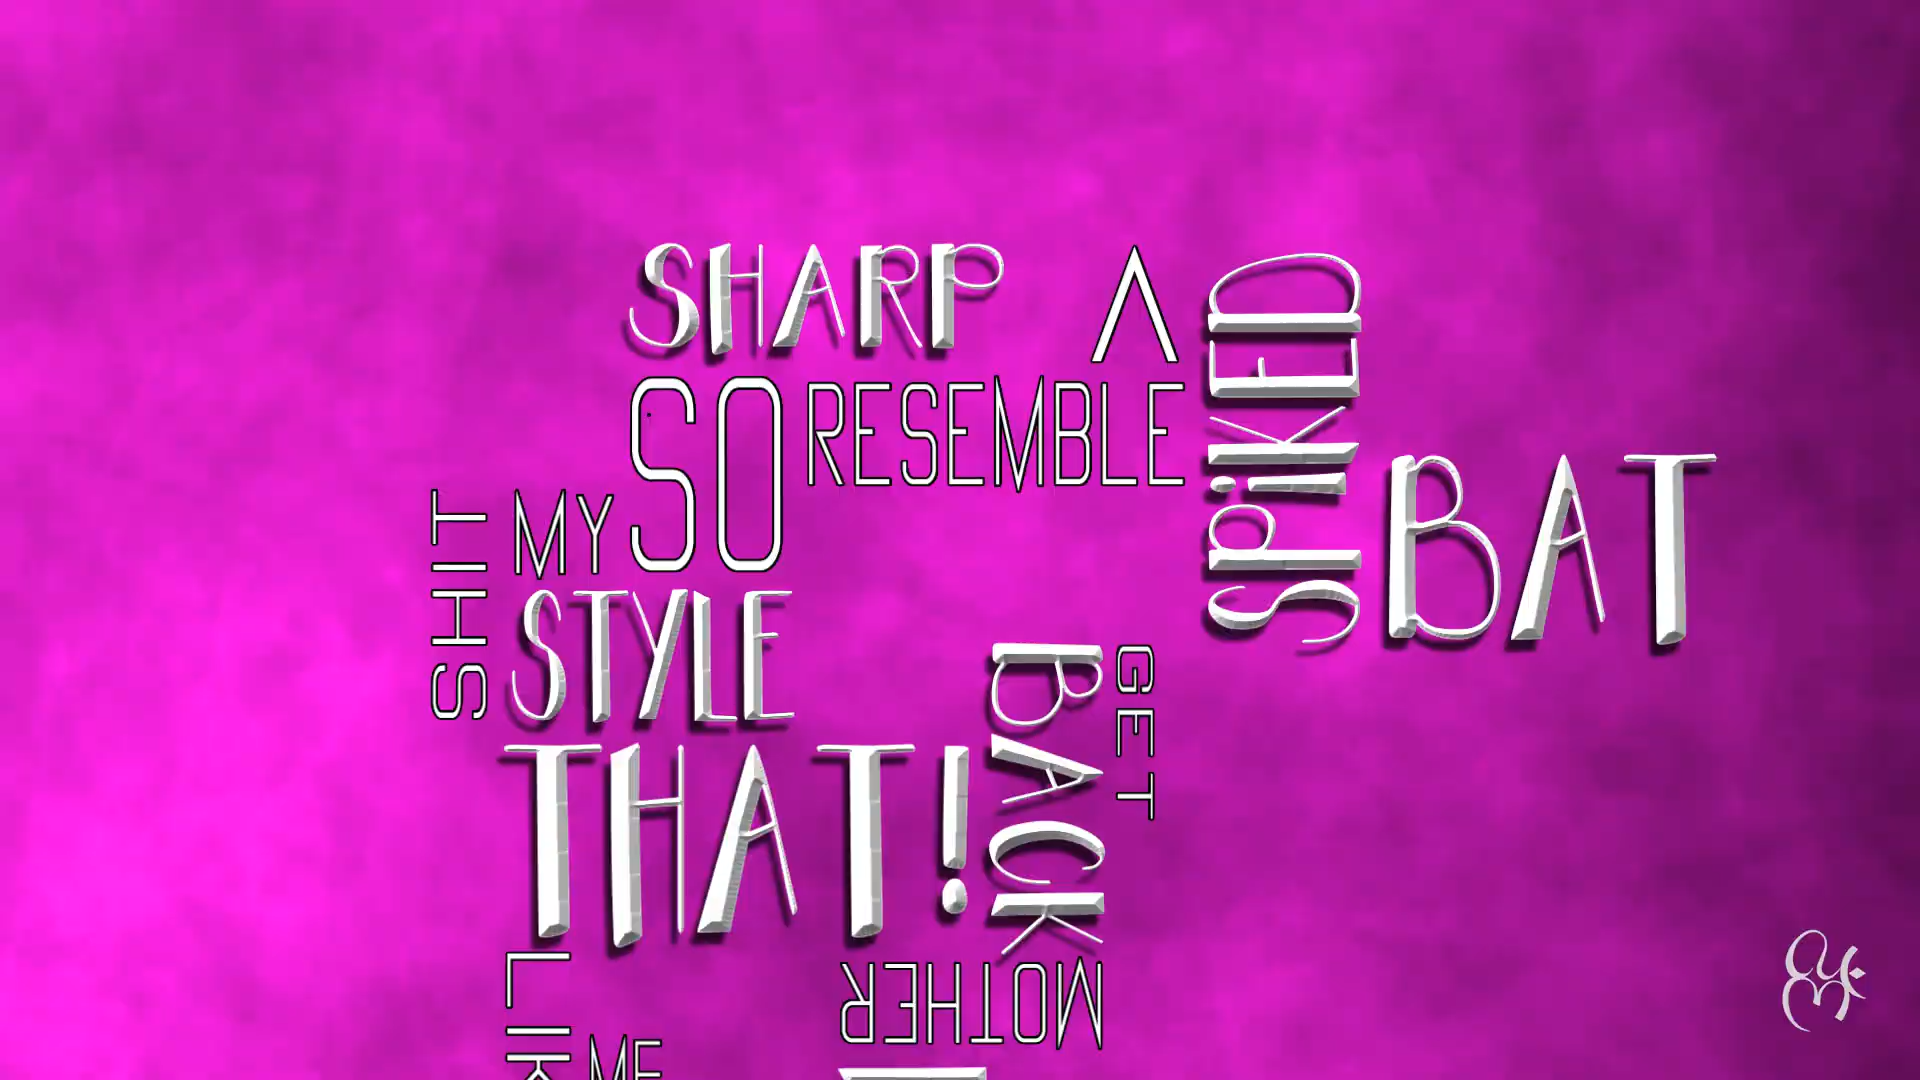 SHARP
A
SPiKED
SO
RESEMBLE
BAT
SHIT
MY
STYLE
BACK
GET
THAT!
MOTHER
ME